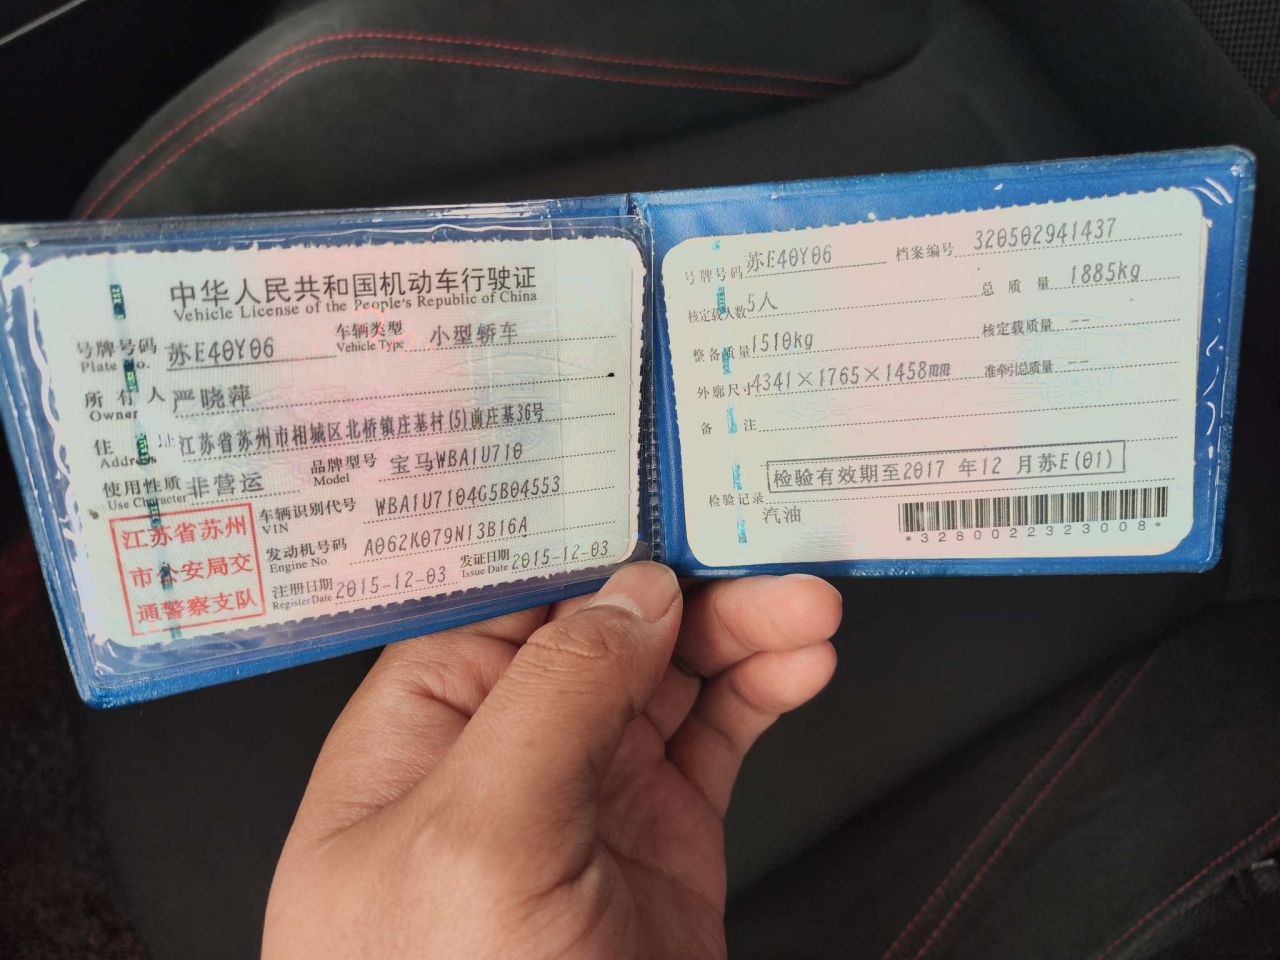 中华人民共和国机动车行驶证
Vehicle License of the People's Republic of China
号牌号码 苏E40Y06 车辆类型 小型轿车
Plate No. Vehicle Type
所有人 严晓萍
Owner
住址 江苏省苏州市相城区北桥镇庄基村(5)前庄基36号
Address
使用性质 非营运 品牌型号 宝马WBA1U710
Use Character Model
车辆识别代号 WBA1U7104G5B04553
VIN
发动机号码 A062K079N13B16A
Engine No.
注册日期 2015-12-03 发证日期 2015-12-03
Register Date Issue Date
江苏省苏州
市公安局交
通警察支队
号牌号码 苏E40Y06 档案编号 320502941437
核定载人数 5人 总质量 1885kg
整备质量 1510kg 核定载质量 --
外廓尺寸 4341×1765×1458mm 准牵引总质量 --
备注
检验有效期至2017年12月苏E(01)
检验记录
汽油
*3280022323008*